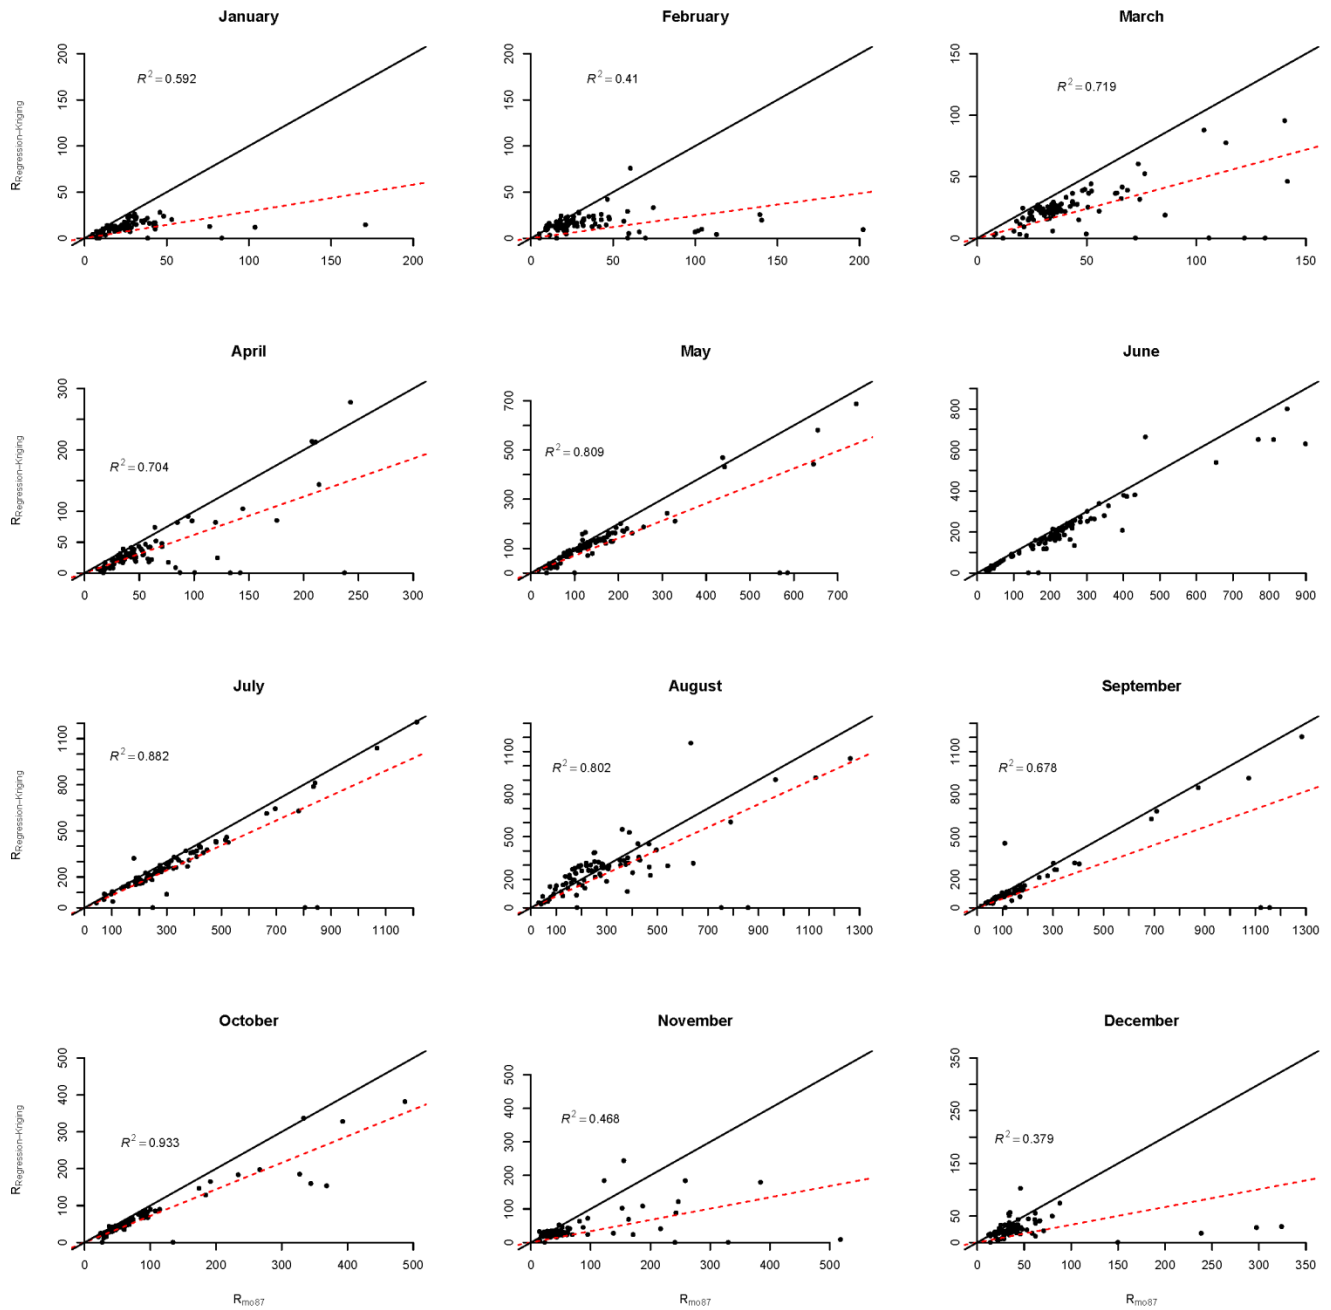 January
R² = 0.592
R Regression−Kriging
0 50 100 150 200
0 50 100 150 200
February
R² = 0.41
0 50 100 150 200
0 50 100 150 200
March
R² = 0.719
0 50 100 150
0 50 100 150
April
R² = 0.704
R Regression−Kriging
0 50 100 200 300
0 50 100 150 200 250 300
May
R² = 0.809
0 100 300 500 700
0 100 200 300 400 500 600 700
June
0 200 400 600 800
0 100 200 300 400 500 600 700 800 900
July
R² = 0.882
R Regression−Kriging
0 200 500 800 1100
0 100 300 500 700 900 1100
August
R² = 0.802
0 200 500 800 1100
0 100 300 500 700 900 1100 1300
September
R² = 0.678
0 200 500 800 1100
0 100 300 500 700 900 1100 1300
October
R² = 0.933
R Regression−Kriging
0 100 200 300 400 500
0 100 200 300 400 500
R mo87
November
R² = 0.468
0 100 200 300 400 500
0 100 200 300 400 500
R mo87
December
R² = 0.379
0 50 150 250 350
0 50 100 150 200 250 300 350
R mo87